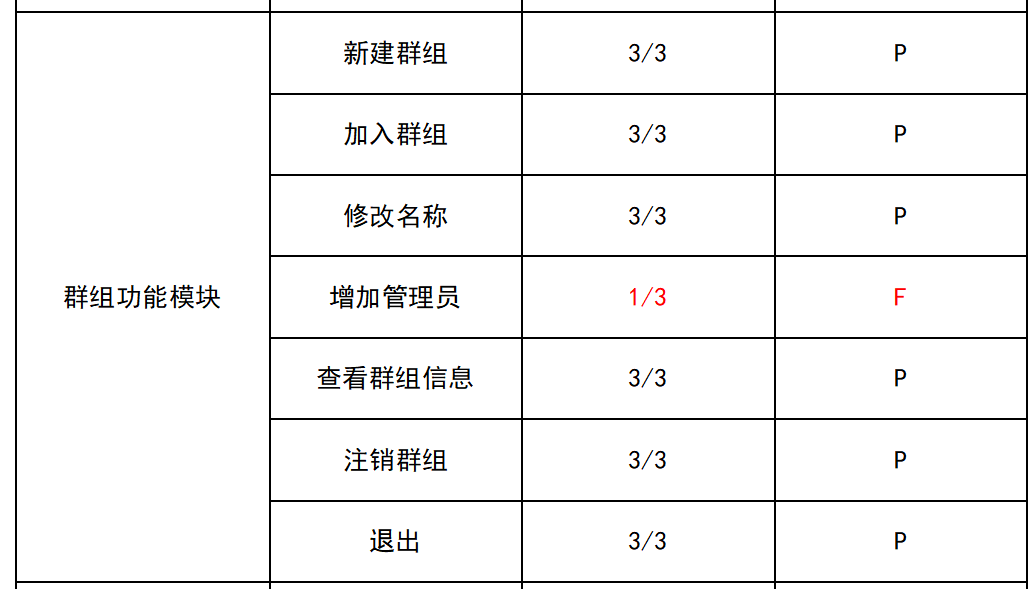 新建群组 3/3 P
加入群组 3/3 P
修改名称 3/3 P
群组功能模块 增加管理员 1/3 F
查看群组信息 3/3 P
注销群组 3/3 P
退出 3/3 P